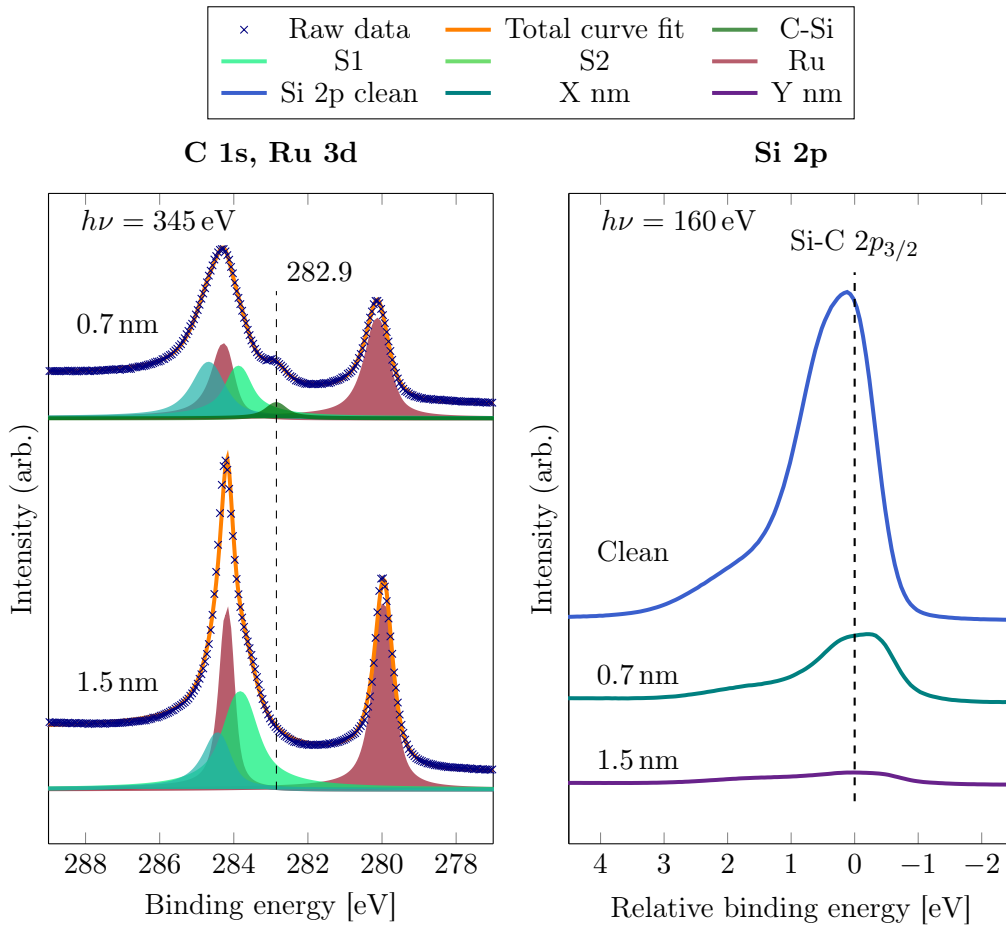 Raw data Total curve fit C-Si
S1 S2 Ru
Si 2p clean X nm Y nm
C 1s, Ru 3d
Si 2p
hν = 345 eV
282.9
0.7 nm
1.5 nm
Intensity (arb.)
288 286 284 282 280 278
Binding energy [eV]
hν = 160 eV
Si-C 2p3/2
Clean
0.7 nm
1.5 nm
Intensity (arb.)
4 3 2 1 0 −1 −2
Relative binding energy [eV]